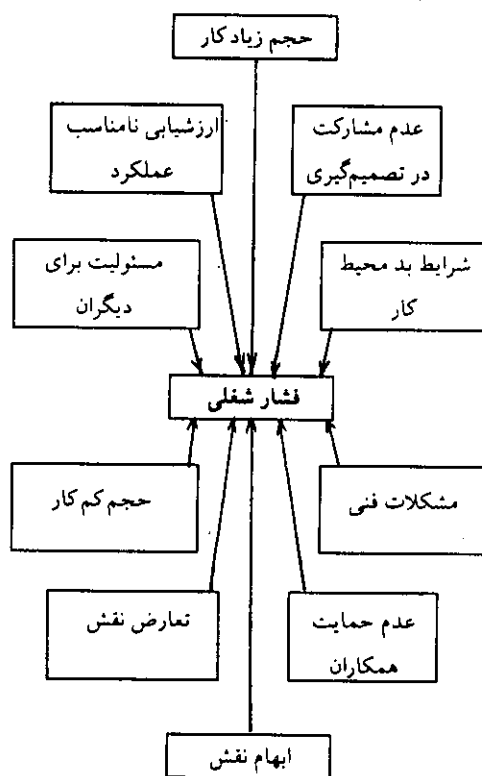 حجم زیاد کار
عدم مشارکت
در تصمیم‌گیری
ارزشیابی نامناسب
عملکرد
شرایط بد محیط
کار
مسئولیت برای
دیگران
فشار شغلی
مشکلات فنی
حجم کم کار
عدم حمایت
همکاران
تعارض نقش
ابهام نقش